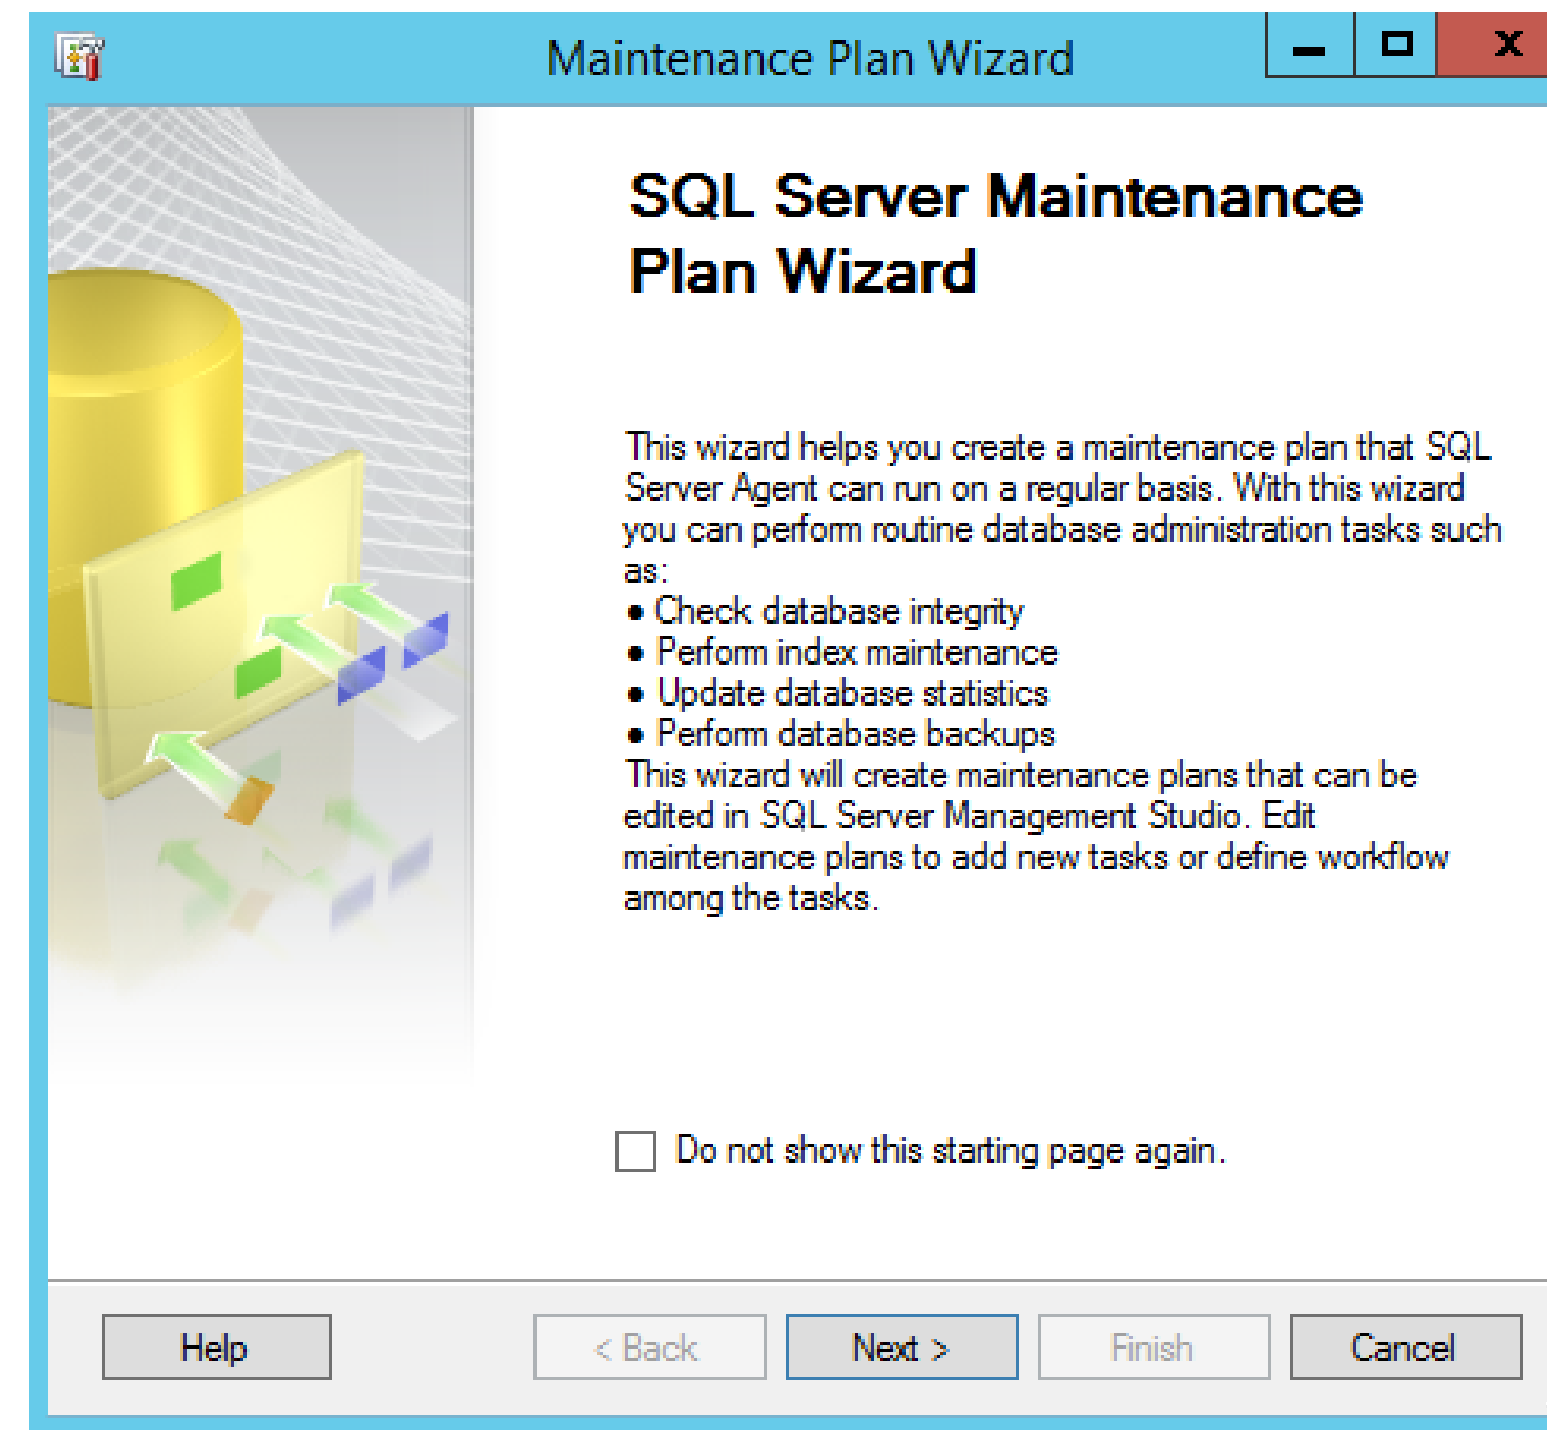 Maintenance Plan Wizard
SQL Server Maintenance
Plan Wizard
This wizard helps you create a maintenance plan that SQL
Server Agent can run on a regular basis. With this wizard
you can perform routine database administration tasks such
as:
● Check database integrity
● Perform index maintenance
● Update database statistics
● Perform database backups
This wizard will create maintenance plans that can be
edited in SQL Server Management Studio. Edit
maintenance plans to add new tasks or define workflow
among the tasks.
Do not show this starting page again.
Help
< Back
Next >
Finish
Cancel